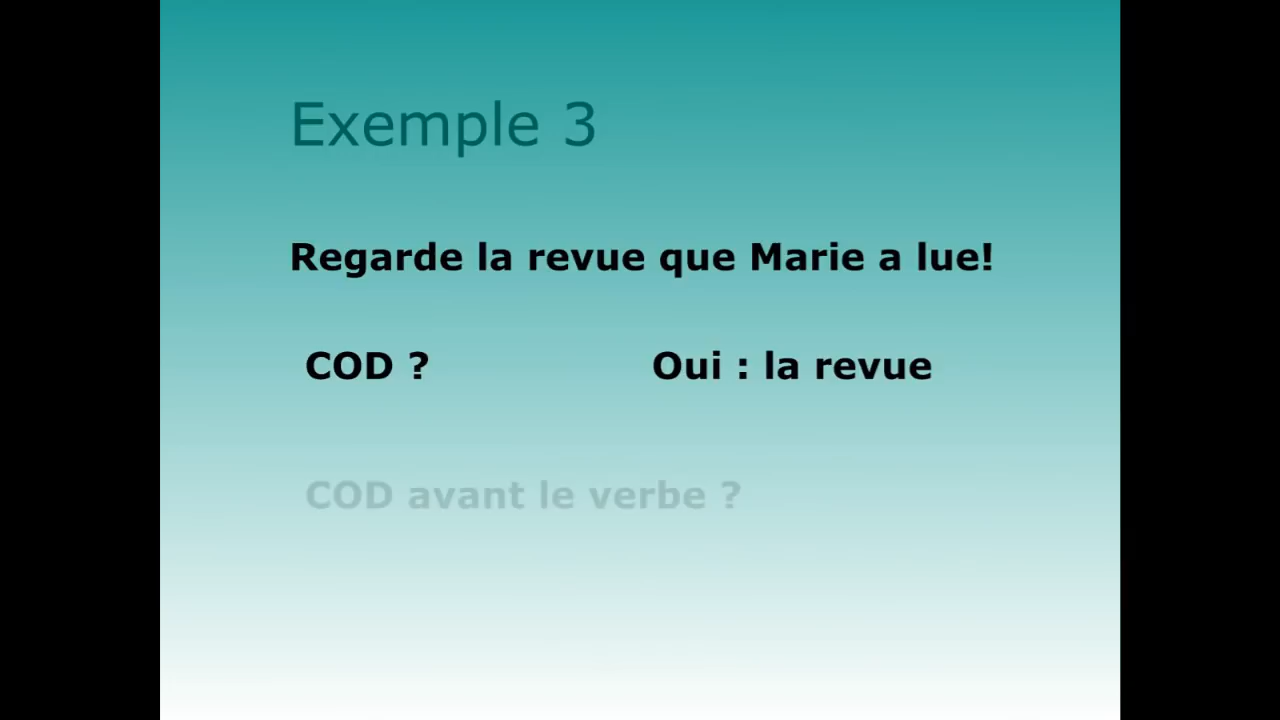 Exemple 3
Regarde la revue que Marie a lue!
COD ? Oui : la revue
COD avant le verbe ?